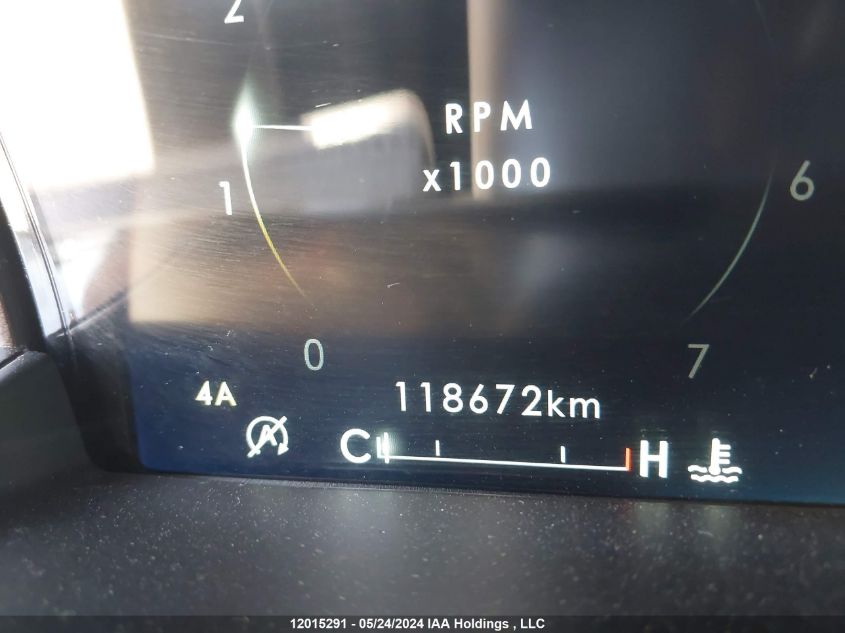 2
RPM
x1000
1
6
0
7
4A
118672km
A
C H
12015291 - 05/24/2024 IAA Holdings , LLC